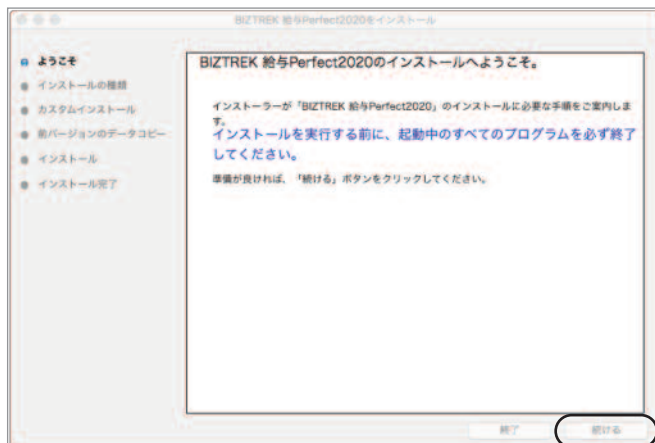 BIZTREK 給与Perfect2020をインストール
ようこそ
インストールの種類
カスタムインストール
前バージョンのデータコピー
インストール
インストール完了
BIZTREK 給与Perfect2020のインストールへようこそ。
インストーラーが「BIZTREK 給与Perfect2020」のインストールに必要な手順をご案内しま
す。
インストールを実行する前に、起動中のすべてのプログラムを必ず終了
してください。
準備が良ければ、「続ける」ボタンをクリックしてください。
終了
続ける